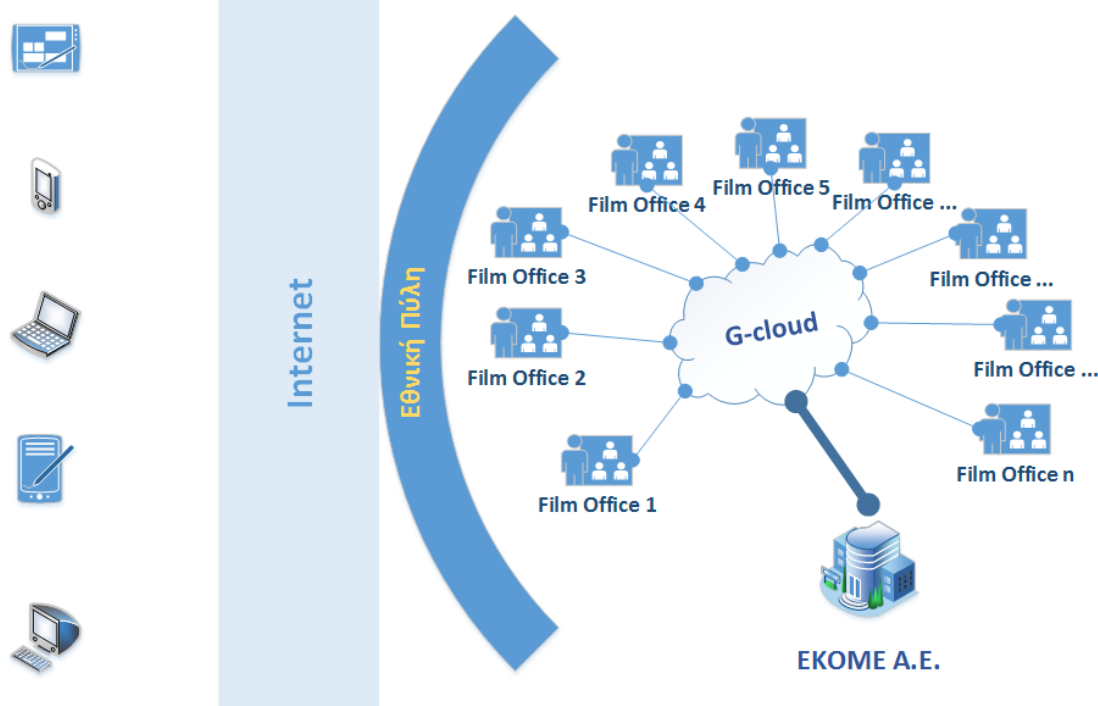 Internet
Εθνική Πύλη
Film Office 1
Film Office 2
Film Office 3
Film Office 4
Film Office 5
Film Office ...
Film Office ...
Film Office ...
Film Office n
G-cloud
ΕΚΟΜΕ Α.Ε.